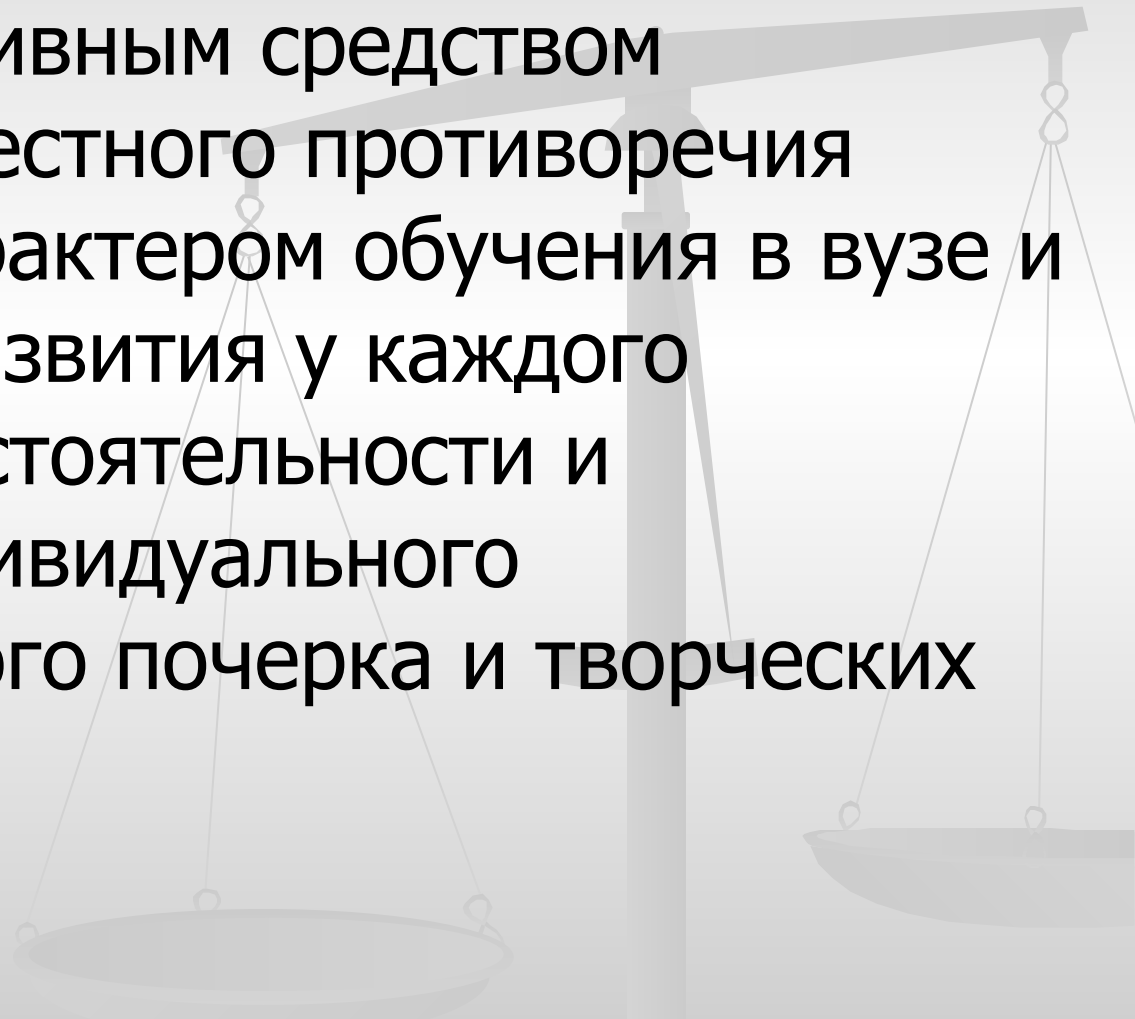 ивным средством
естного противоречия
рактером обучения в вузе и
звития у каждого
стоятельности и
ивидуального
ого почерка и творческих